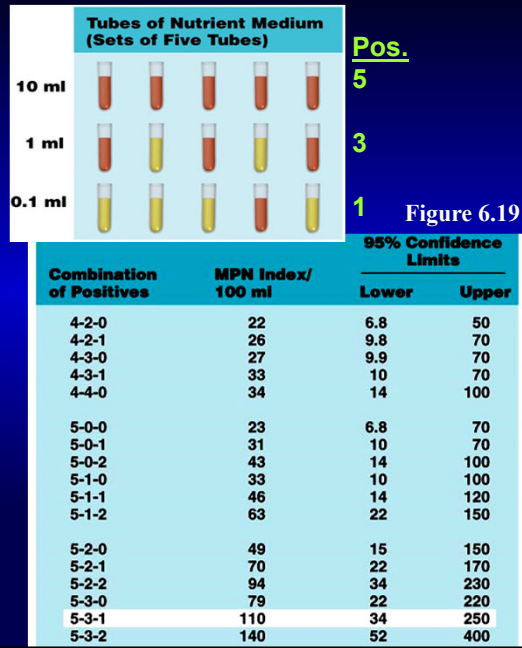 Tubes of Nutrient Medium
(Sets of Five Tubes)
Pos.
10 ml 5
1 ml 3
0.1 ml 1
Figure 6.19
95% Confidence
Limits
Combination
of Positives
MPN Index/
100 ml
Lower Upper
4-2-0 22 6.8 50
4-2-1 26 9.8 70
4-3-0 27 9.9 70
4-3-1 33 10 70
4-4-0 34 14 100
5-0-0 23 6.8 70
5-0-1 31 10 70
5-0-2 43 14 100
5-1-0 33 10 100
5-1-1 46 14 120
5-1-2 63 22 150
5-2-0 49 15 150
5-2-1 70 22 170
5-2-2 94 34 230
5-3-0 79 22 220
5-3-1 110 34 250
5-3-2 140 52 400